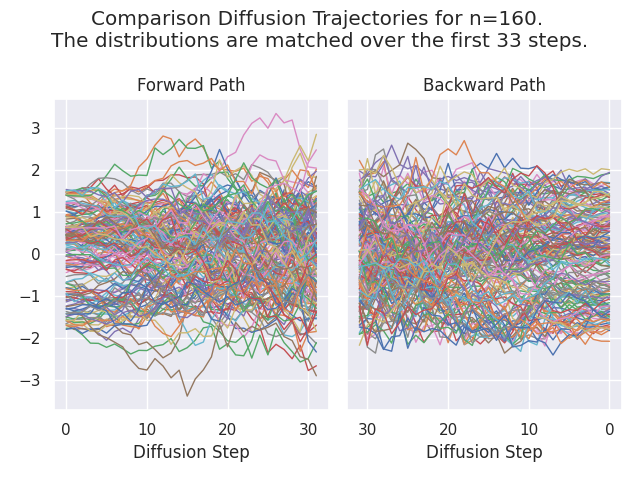 Comparison Diffusion Trajectories for n=160.
The distributions are matched over the first 33 steps.
Forward Path
Backward Path
3
2
1
0
−1
−2
−3
0 10 20 30
30 20 10 0
Diffusion Step
Diffusion Step